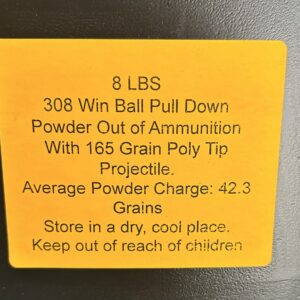 8 LBS
308 Win Ball Pull Down
Powder Out of Ammunition
With 165 Grain Poly Tip
Projectile.
Average Powder Charge: 42.3
Grains
Store in a dry, cool place.
Keep out of reach of children